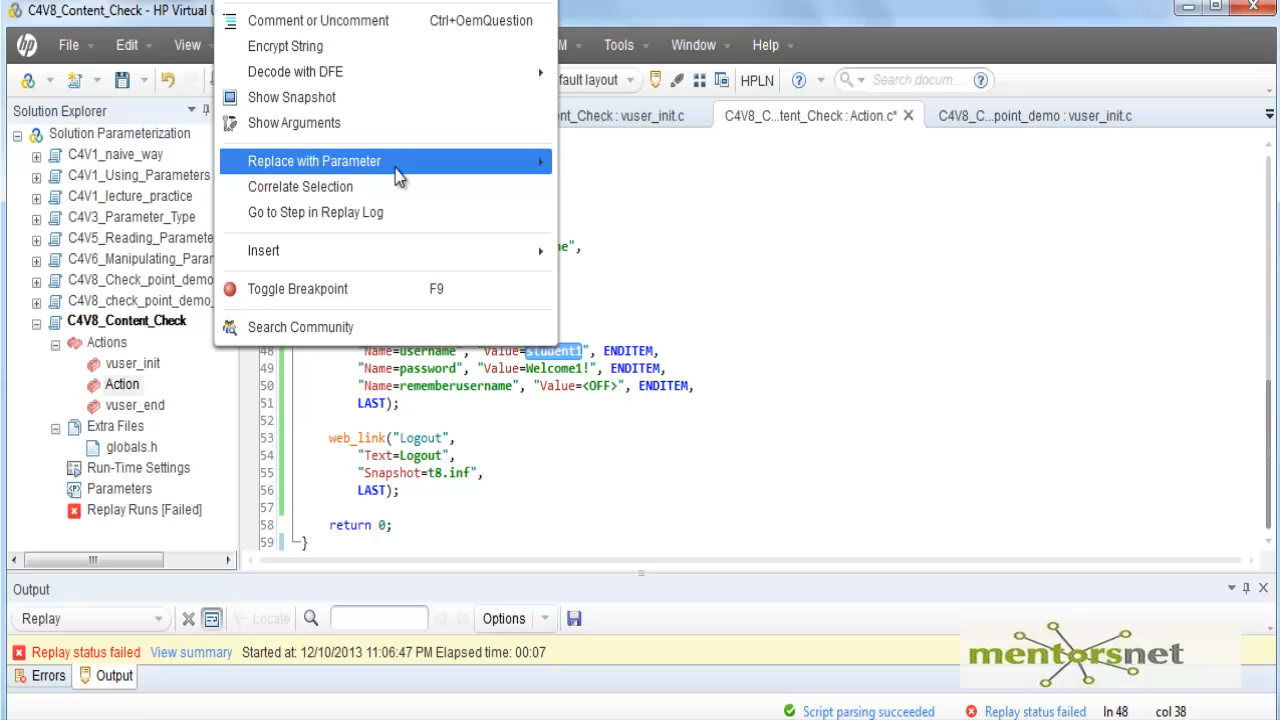 C4V8_Content_Check - HP Virtual U
Comment or Uncomment Ctrl+OemQuestion
File Edit View M Tools Window Help
Encrypt String
Decode with DFE
fault layout HPLN Search docum...
Show Snapshot
Show Arguments
Solution Explorer
nt_Check : vuser_init.c C4V8_C...tent_Check : Action.c* C4V8_C...point_demo : vuser_init.c
Replace with Parameter
Correlate Selection
Go to Step in Replay Log
Insert
Toggle Breakpoint F9
Search Community
Solution Parameterization
C4V1_naive_way
C4V1_Using_Parameters
C4V1_lecture_practice
C4V3_Parameter_Type
C4V5_Reading_Paramete
C4V6_Manipulating_Parar
C4V8_Check_point_demo
C4V8_check_point_demo_
C4V8_Content_Check
Actions
vuser_init
Action
vuser_end
Extra Files
globals.h
Run-Time Settings
Parameters
Replay Runs [Failed]
ne",
48 "Name=username", "Value=student1", ENDITEM,
49 "Name=password", "Value=Welcome1!", ENDITEM,
50 "Name=rememberusername", "Value=<OFF>", ENDITEM,
51 LAST);
52
53 web_link("Logout",
54 "Text=Logout",
55 "Snapshot=t8.inf",
56 LAST);
57
58 return 0;
59 }
Output
Replay Locate Options
Replay status failed View summary Started at: 12/10/2013 11:06:47 PM Elapsed time: 00:07
Errors Output
mentorsnet
Script parsing succeeded Replay status failed ln 48 col 38